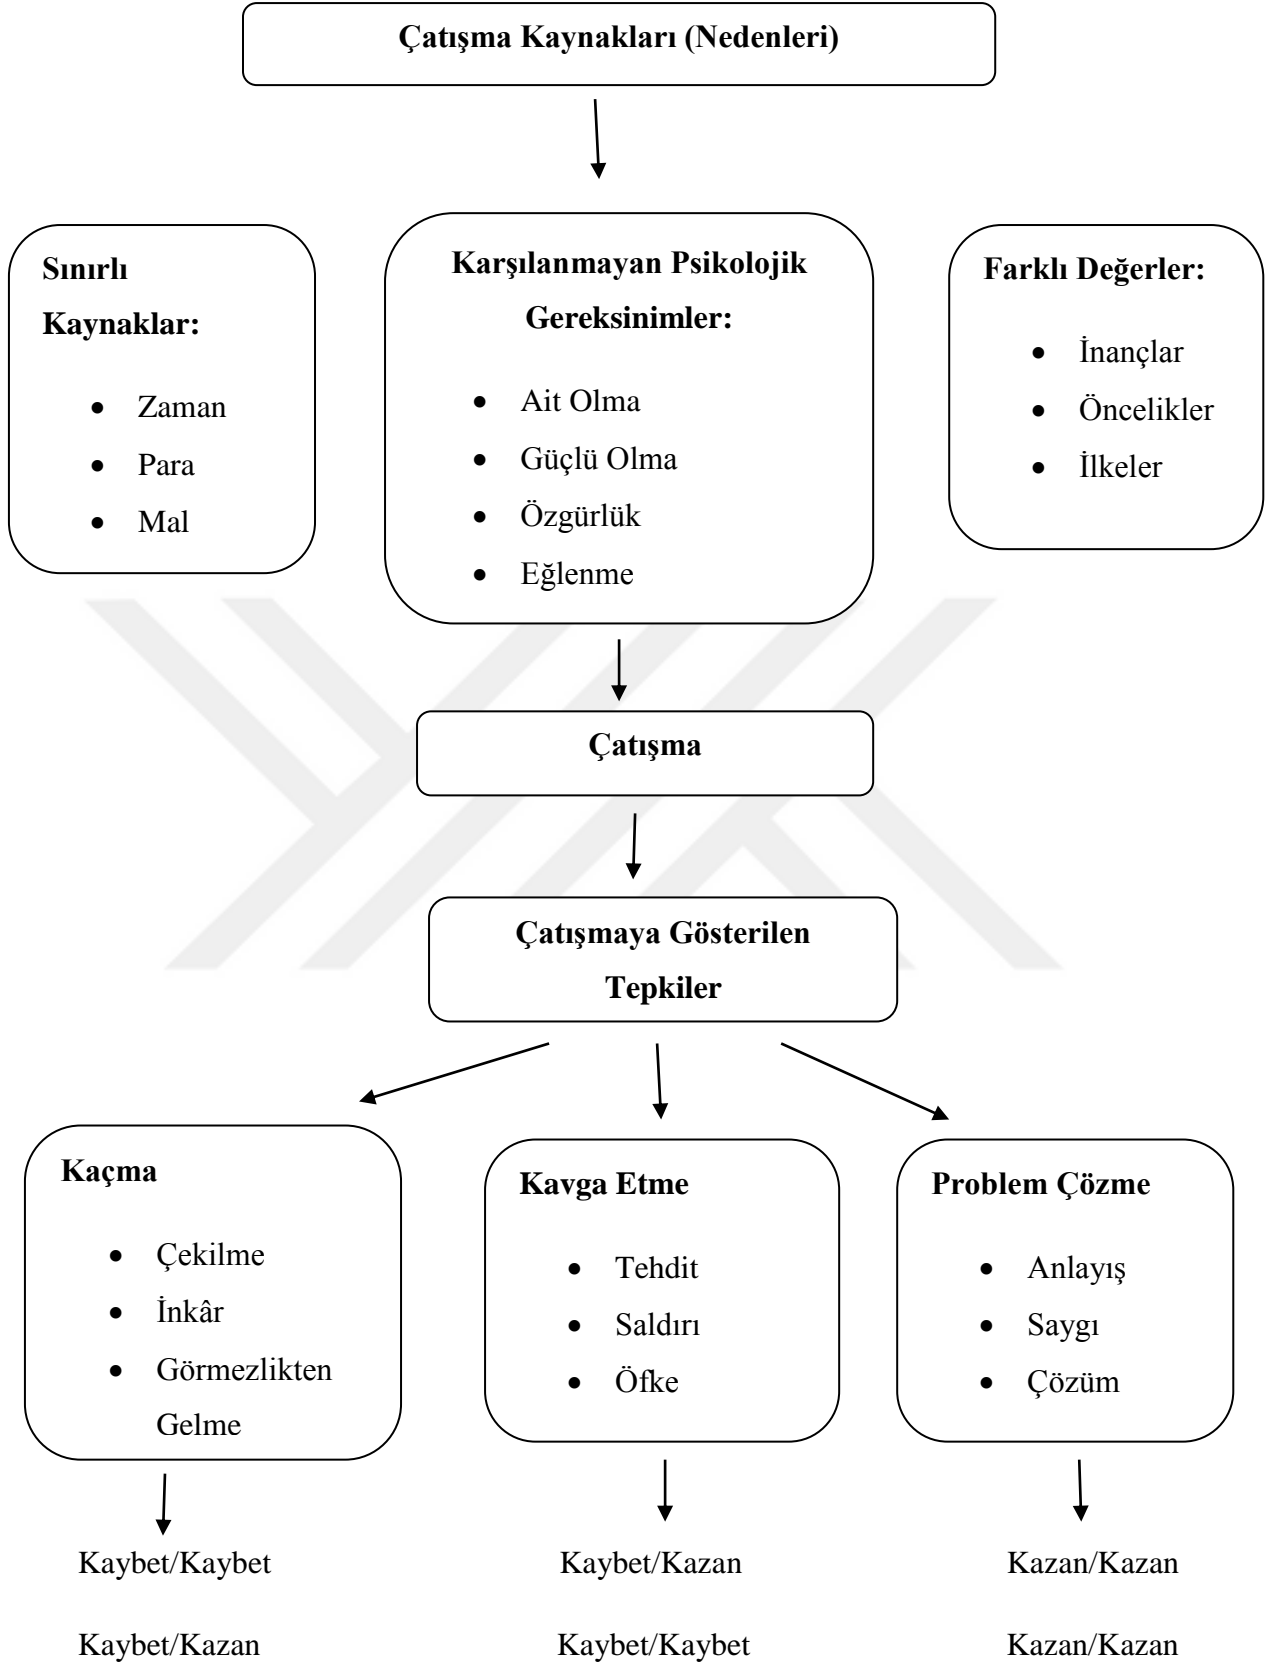 Çatışma Kaynakları (Nedenleri)
Sınırlı
Kaynaklar:
• Zaman
• Para
• Mal
Karşılanmayan Psikolojik
Gereksinimler:
• Ait Olma
• Güçlü Olma
• Özgürlük
• Eğlenme
Farklı Değerler:
• İnançlar
• Öncelikler
• İlkeler
Çatışma
Çatışmaya Gösterilen
Tepkiler
Kaçma
• Çekilme
• İnkâr
• Görmezlikten
Gelme
Kavga Etme
• Tehdit
• Saldırı
• Öfke
Problem Çözme
• Anlayış
• Saygı
• Çözüm
Kaybet/Kaybet
Kaybet/Kazan
Kaybet/Kazan
Kaybet/Kaybet
Kazan/Kazan
Kazan/Kazan